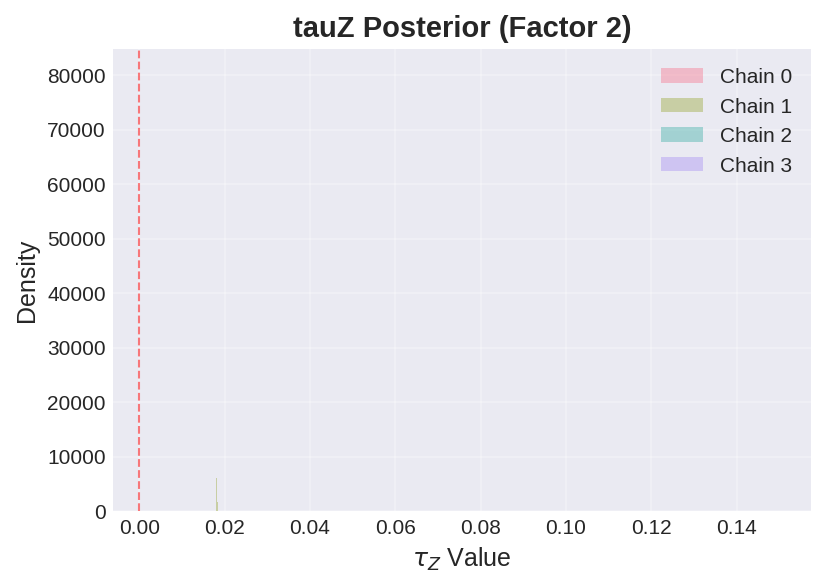 tauZ Posterior (Factor 2)
80000
70000
60000
50000
40000
30000
20000
10000
0
Density
Chain 0
Chain 1
Chain 2
Chain 3
0.00 0.02 0.04 0.06 0.08 0.10 0.12 0.14
τZ Value